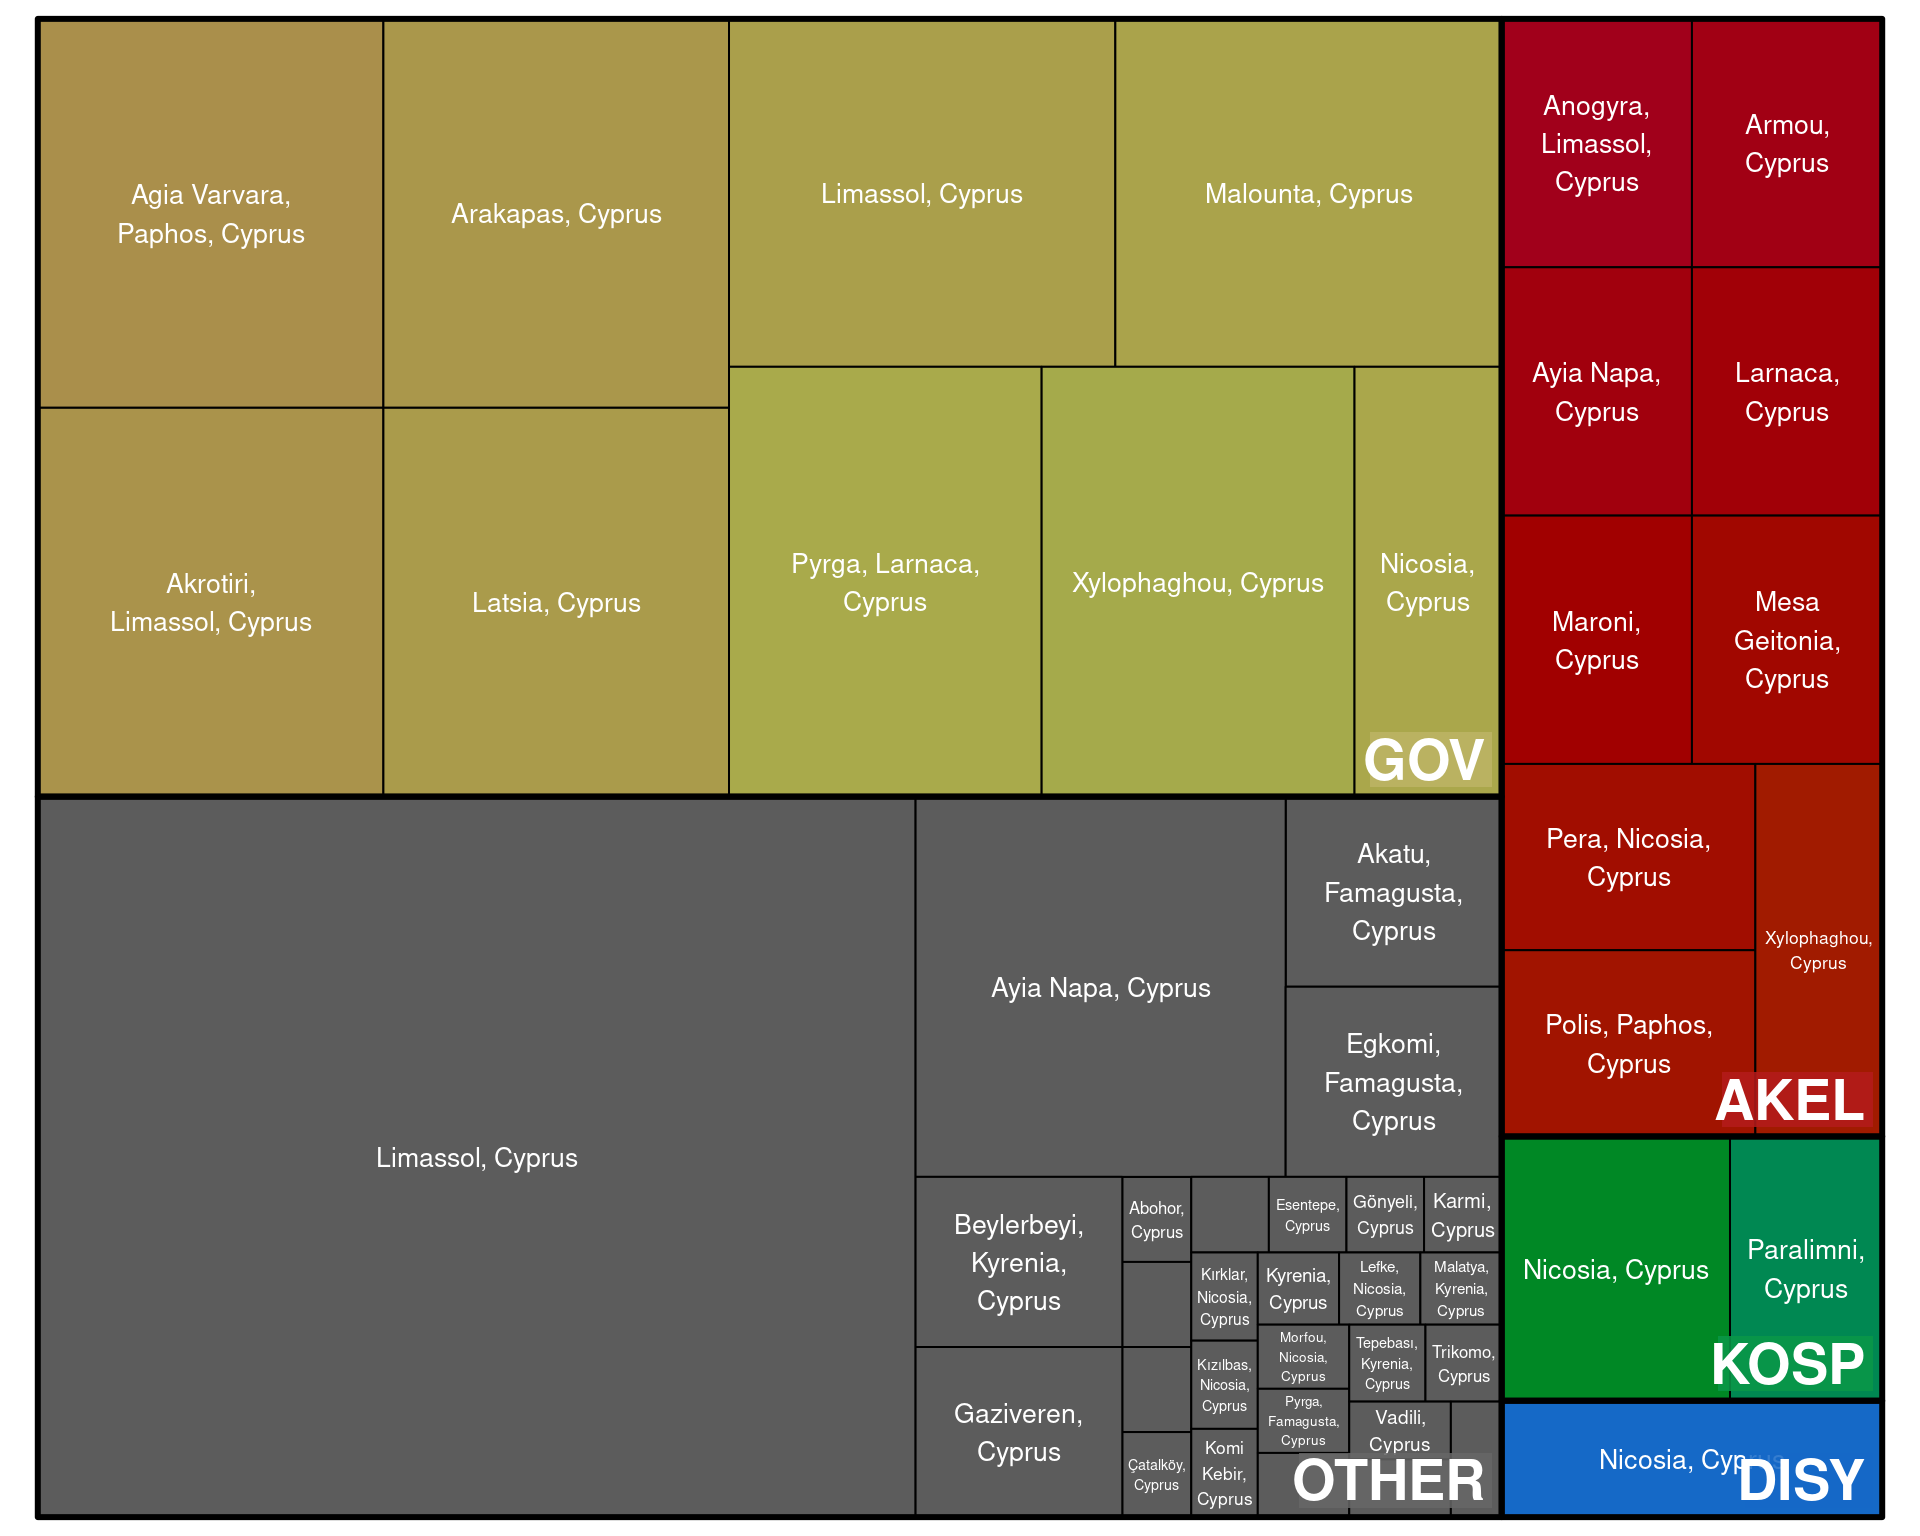 Agia Varvara,
Paphos, Cyprus
Arakapas, Cyprus
Limassol, Cyprus
Malounta, Cyprus
Akrotiri,
Limassol, Cyprus
Latsia, Cyprus
Pyrga, Larnaca,
Cyprus
Xylophaghou, Cyprus
Nicosia,
Cyprus
GOV
Anogyra,
Limassol,
Cyprus
Armou,
Cyprus
Ayia Napa,
Cyprus
Larnaca,
Cyprus
Maroni,
Cyprus
Mesa
Geitonia,
Cyprus
Pera, Nicosia,
Cyprus
Xylophaghou,
Cyprus
Polis, Paphos,
Cyprus
AKEL
Limassol, Cyprus
Ayia Napa, Cyprus
Akatu,
Famagusta,
Cyprus
Egkomi,
Famagusta,
Cyprus
Beylerbeyi,
Kyrenia,
Cyprus
Gaziveren,
Cyprus
Abohor,
Cyprus
Çatalköy,
Cyprus
Esentepe,
Cyprus
Gönyeli,
Cyprus
Karmi,
Cyprus
Kırklar,
Nicosia,
Cyprus
Kyrenia,
Cyprus
Lefke,
Nicosia,
Cyprus
Malatya,
Kyrenia,
Cyprus
Kızılbas,
Nicosia,
Cyprus
Morfou,
Nicosia,
Cyprus
Tepebası,
Kyrenia,
Cyprus
Trikomo,
Cyprus
Pyrga,
Famagusta,
Cyprus
Komi
Kebir,
Cyprus
Vadili,
Cyprus
OTHER
Nicosia, Cyprus
Paralimni,
Cyprus
KOSP
Nicosia, Cyprus
DISY